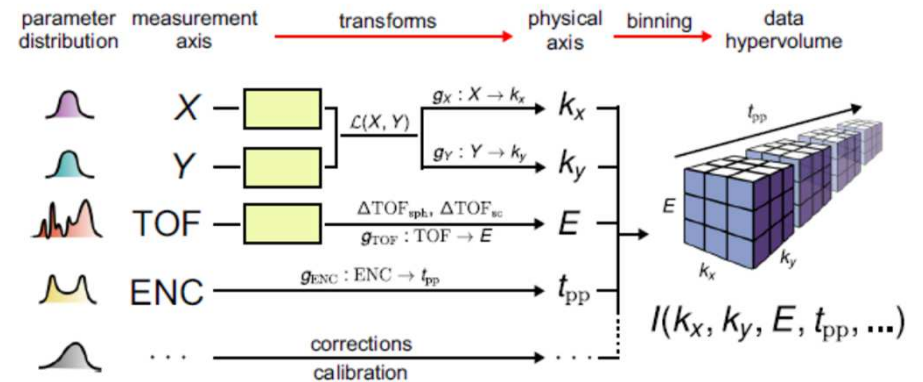 parameter distribution
measurement axis
transforms
physical axis
binning
data hypervolume
X
𝓛(X, Y)
g_X : X → k_x
k_x
Y
g_Y : Y → k_y
k_y
TOF
ΔTOF_sph, ΔTOF_sc
g_TOF : TOF → E
E
ENC
g_ENC : ENC → t_pp
t_pp
· · ·
corrections
calibration
· · ·
t_pp
E
k_x
k_y
I(k_x, k_y, E, t_pp, ...)